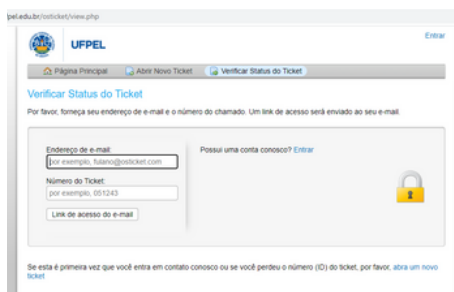 pel.edu.br/osticket/view.php
UFPEL
Entrar
Página Principal Abrir Novo Ticket Verificar Status do Ticket
Verificar Status do Ticket
Por favor, forneça seu endereço de e-mail e o número do chamado. Um link de acesso será enviado ao seu e-mail.
Endereço de e-mail:
por exemplo, fulano@osticket.com
Possui uma conta conosco? Entrar
Número do Ticket:
por exemplo, 051243
Link de acesso do e-mail
Se esta é primeira vez que você entra em contato conosco ou se você perdeu o número (ID) do ticket, por favor, abra um novo
ticket